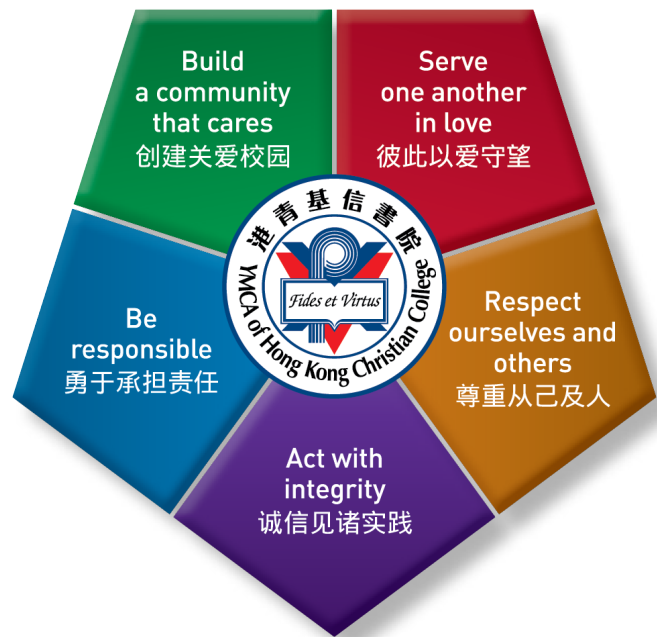 Build
a community
that cares
创建关爱校园
Serve
one another
in love
彼此以爱守望
港青基信書院
Fides et Virtus
YMCA of Hong Kong Christian College
Be
responsible
勇于承担责任
Respect
ourselves and
others
尊重从己及人
Act with
integrity
诚信见诸实践